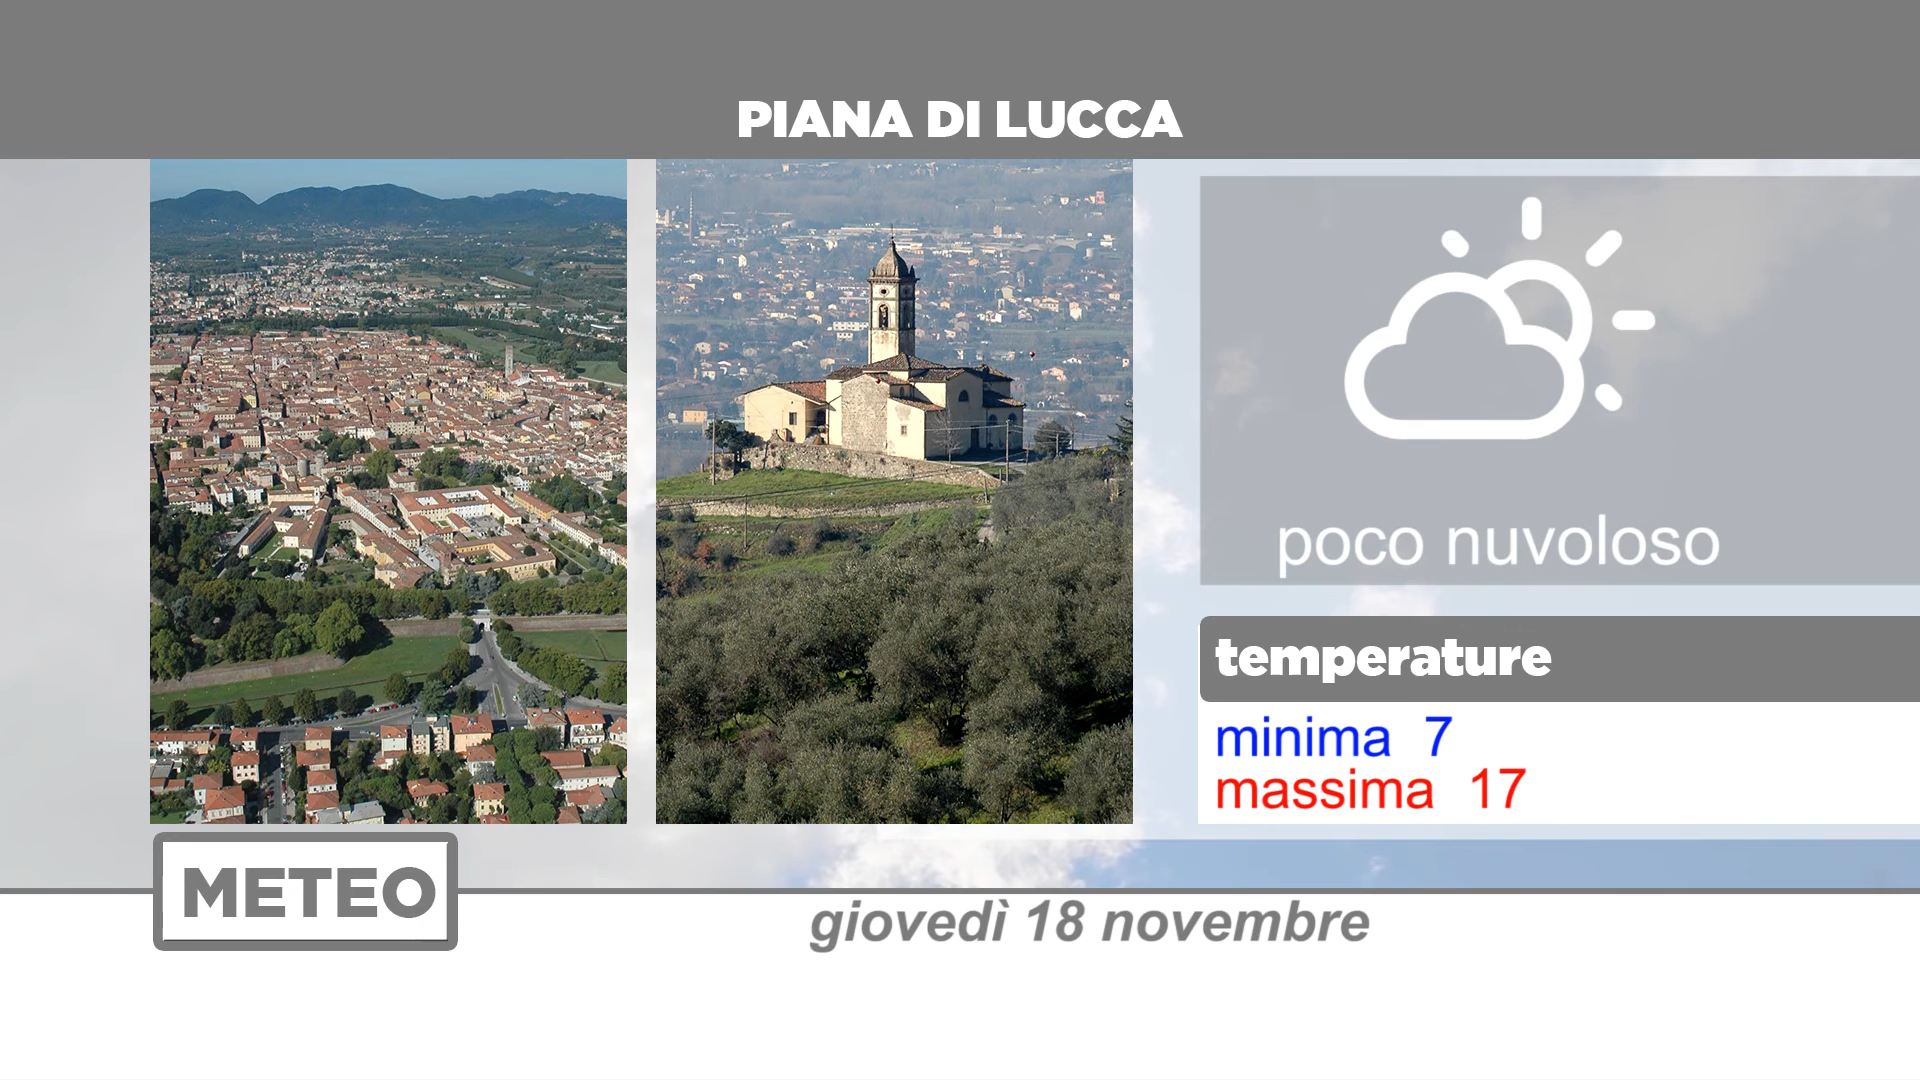 PIANA DI LUCCA
poco nuvoloso
temperature
minima 7
massima 17
METEO
giovedì 18 novembre